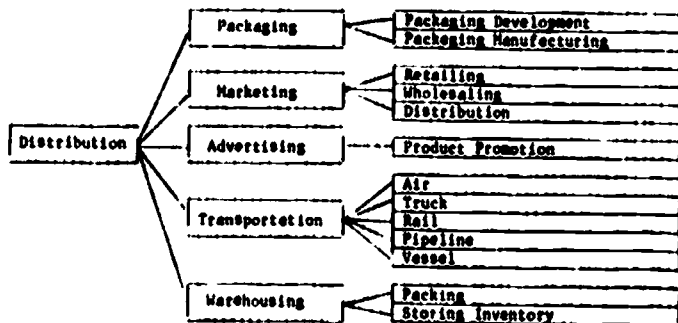 Packaging
Packaging Development
Packaging Manufacturing
Marketing
Retailing
Wholesaling
Distribution
Distribution
Advertising
Product Promotion
Transportation
Air
Truck
Rail
Pipeline
Vessel
Warehousing
Packing
Storing Inventory